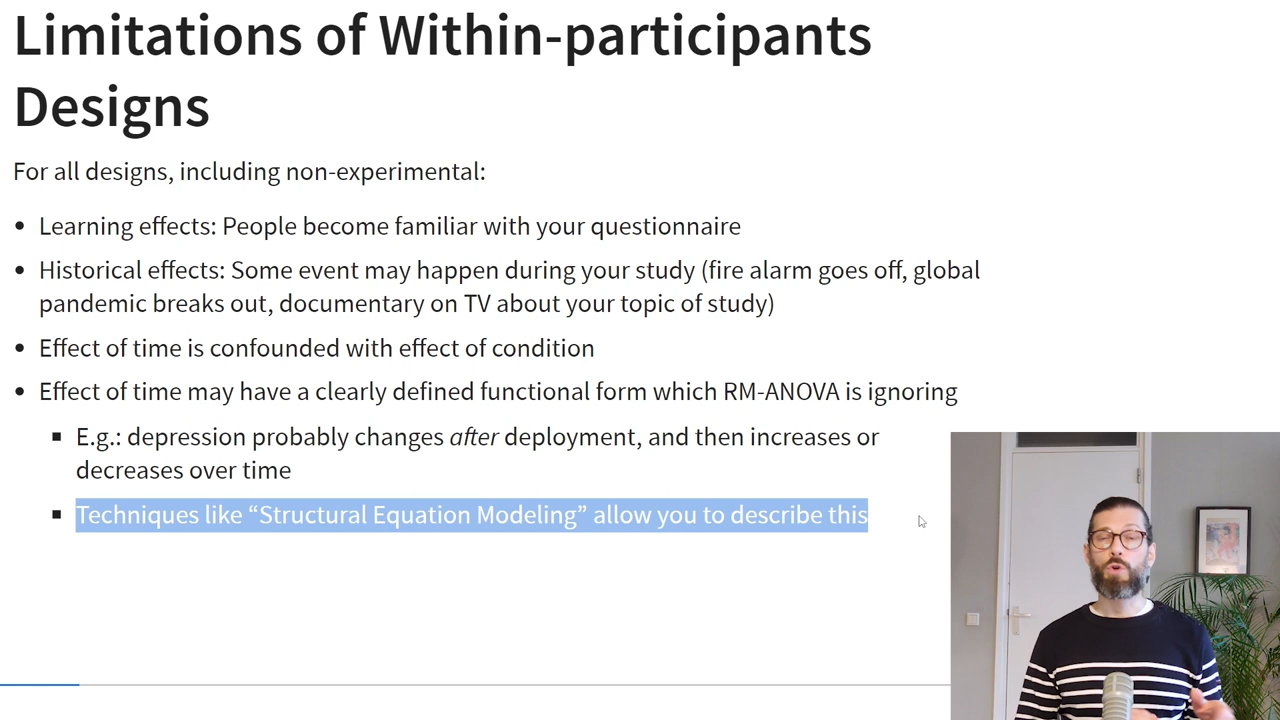 Limitations of Within-participants
Designs
For all designs, including non-experimental:
• Learning effects: People become familiar with your questionnaire
• Historical effects: Some event may happen during your study (fire alarm goes off, global
pandemic breaks out, documentary on TV about your topic of study)
• Effect of time is confounded with effect of condition
• Effect of time may have a clearly defined functional form which RM-ANOVA is ignoring
▪ E.g.: depression probably changes after deployment, and then increases or
decreases over time
▪ Techniques like “Structural Equation Modeling” allow you to describe this